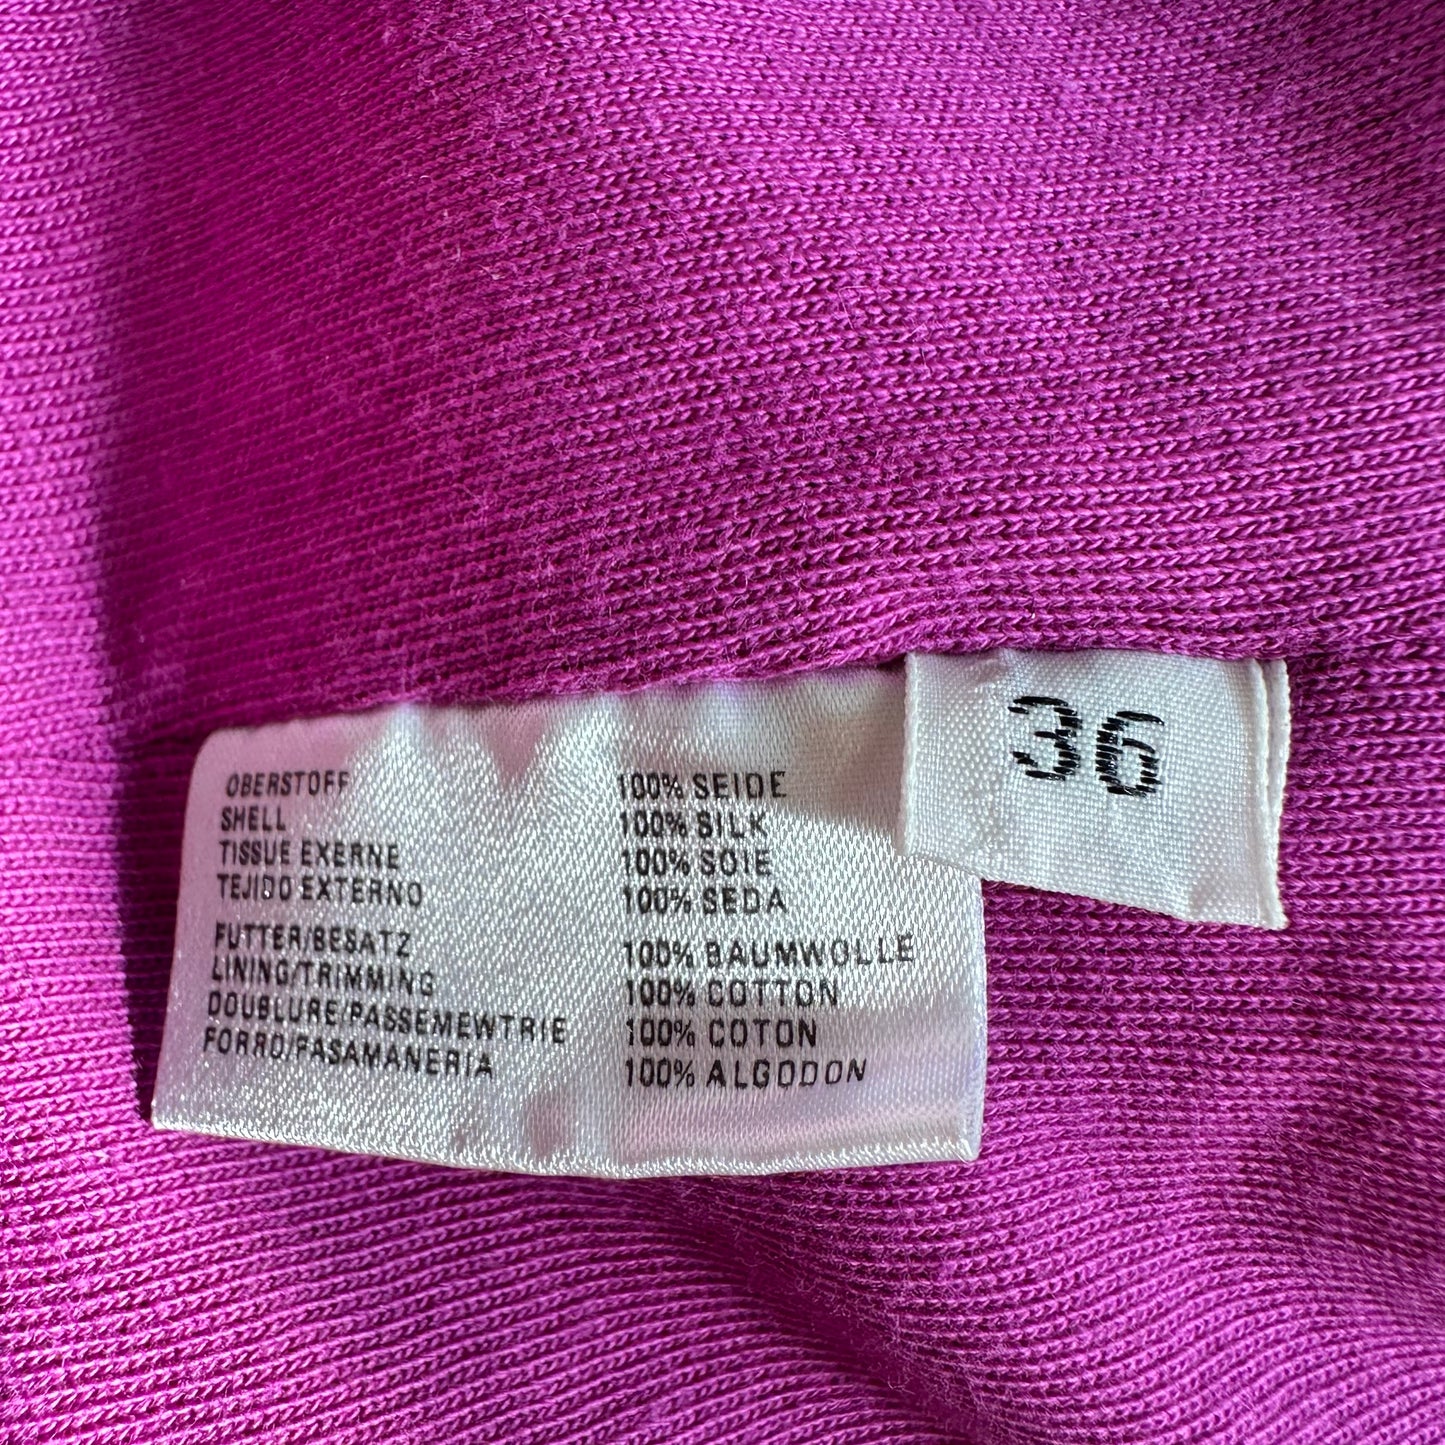 OBERSTOFF 100% SEIDE
SHELL 100% SILK
TISSUE EXERNE 100% SOIE
TEJIDO EXTERNO 100% SEDA
FUTTER/BESATZ 100% BAUMWOLLE
LINING/TRIMMING 100% COTTON
DOUBLURE/PASSEMEWTRIE 100% COTON
FORRO/PASAMANERIA 100% ALGODON
36